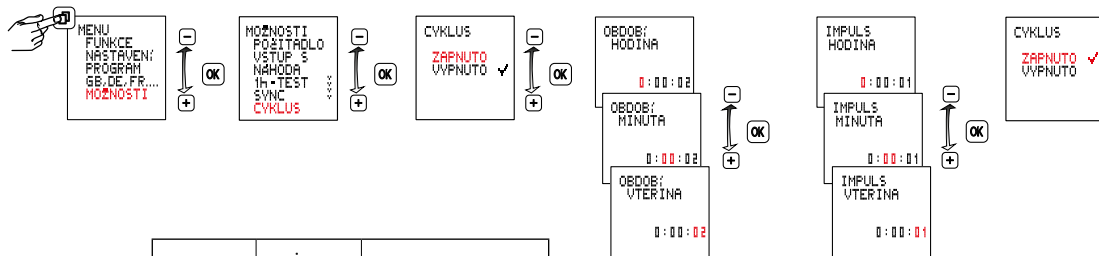 MENU
FUNKCE
NASTAVENÍ
PROGRAM
GB,DE,FR....
MOŽNOSTI
−
OK
+
MOŽNOSTI
POČITADLO
VSTUP S
NÁHODA
1h-TEST
SYNC
CYKLUS
−
OK
+
CYKLUS
ZAPNUTO
VYPNUTO ✓
−
OK
+
OBDOBÍ
HODINA
0:00:02
OBDOBÍ
MINUTA
0:00:02
OBDOBÍ
VTERINA
0:00:02
−
OK
+
IMPULS
HODINA
0:00:01
IMPULS
MINUTA
0:00:01
IMPULS
VTERINA
0:00:01
−
OK
+
CYKLUS
ZAPNUTO ✓
VYPNUTO